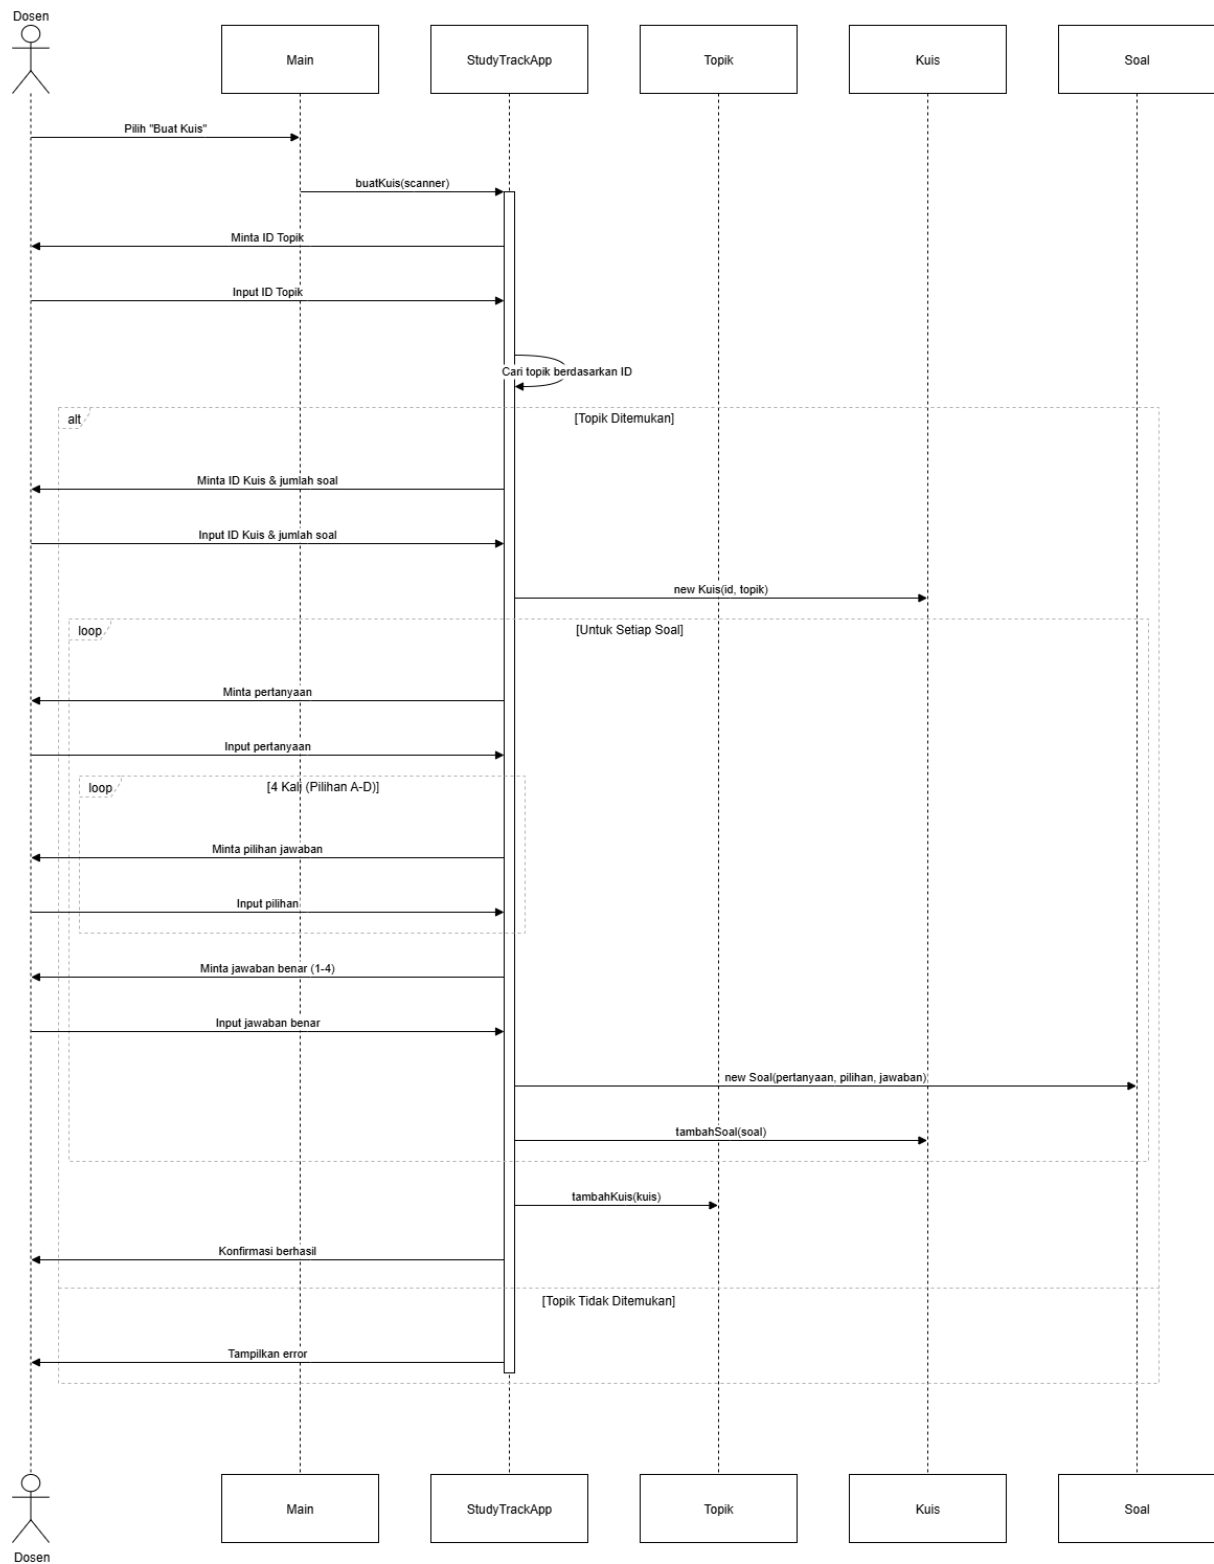 Dosen
Main
StudyTrackApp
Topik
Kuis
Soal
Pilih "Buat Kuis"
buatKuis(scanner)
Minta ID Topik
Input ID Topik
Cari topik berdasarkan ID
alt
[Topik Ditemukan]
Minta ID Kuis & jumlah soal
Input ID Kuis & jumlah soal
new Kuis(id, topik)
loop
[Untuk Setiap Soal]
Minta pertanyaan
Input pertanyaan
loop
[4 Kali (Pilihan A-D)]
Minta pilihan jawaban
Input pilihan
Minta jawaban benar (1-4)
Input jawaban benar
new Soal(pertanyaan, pilihan, jawaban)
tambahSoal(soal)
tambahKuis(kuis)
Konfirmasi berhasil
[Topik Tidak Ditemukan]
Tampilkan error
Main
StudyTrackApp
Topik
Kuis
Soal
Dosen